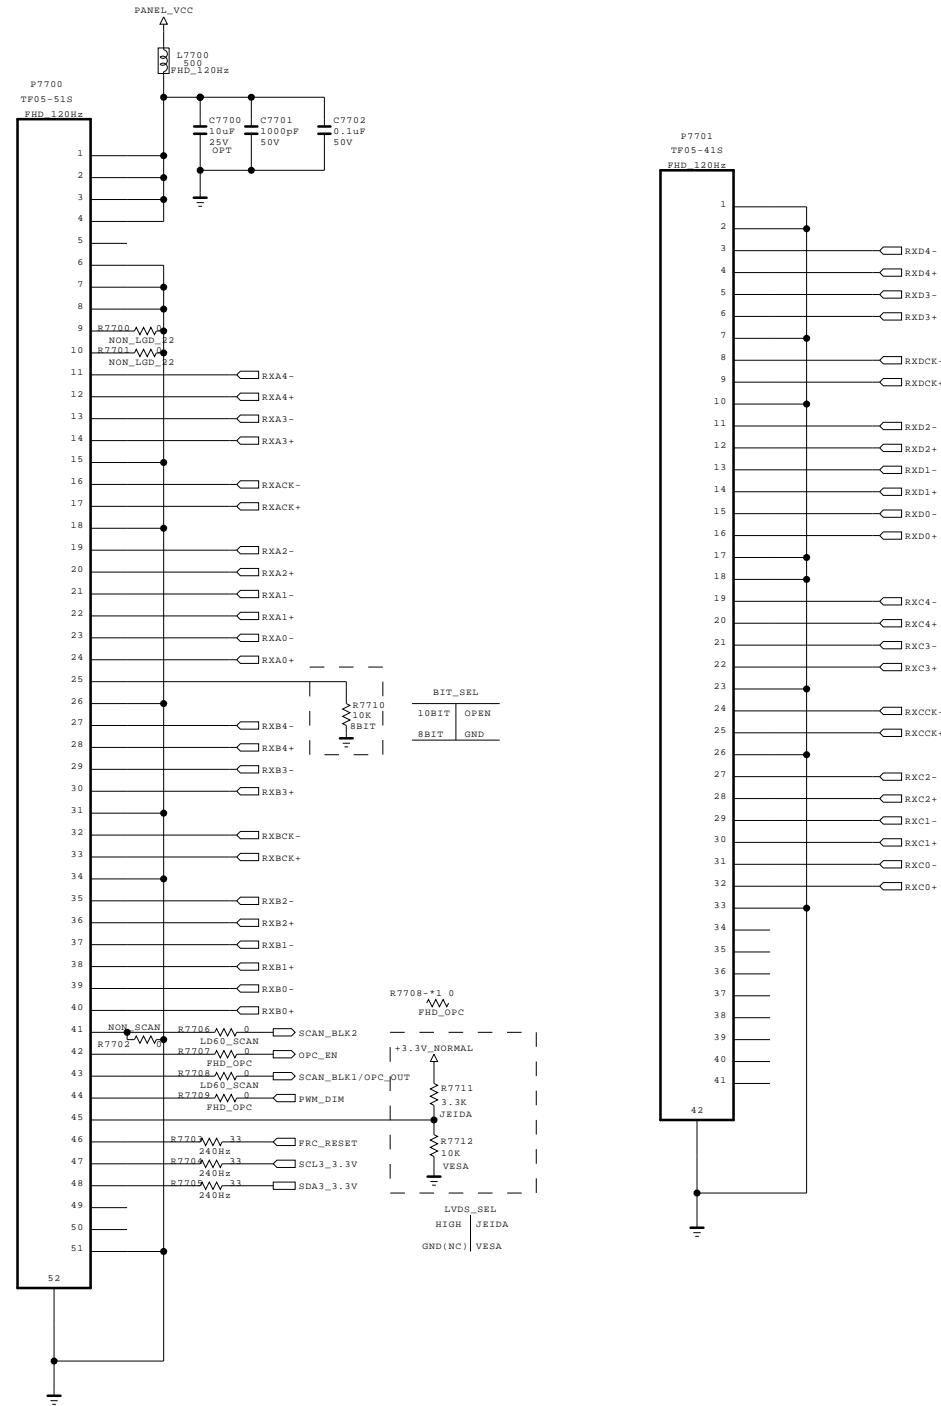 PANEL_VCC
L7700
500
FHD_120Hz
P7700
TF05-51S
FHD_120Hz
C7700
10uF
25V
OPT
C7701
1000pF
50V
C7702
0.1uF
50V
1
2
3
4
5
6
7
8
9
R7700 0
NON_LGD_22
10
R7701 0
NON_LGD_22
11 RXA4-
12 RXA4+
13 RXA3-
14 RXA3+
15
16 RXACK-
17 RXACK+
18
19 RXA2-
20 RXA2+
21 RXA1-
22 RXA1+
23 RXA0-
24 RXA0+
25
R7710
10K
8BIT
BIT_SEL
10BIT OPEN
8BIT GND
26
27 RXB4-
28 RXB4+
29 RXB3-
30 RXB3+
31
32 RXBCK-
33 RXBCK+
34
35 RXB2-
36 RXB2+
37 RXB1-
38 RXB1+
39 RXB0-
40 RXB0+
41
NON_SCAN
R7702 0
R7706 0 SCAN_BLK2
LD60_SCAN
42 R7707 0 OPC_EN
FHD_OPC
43 R7708 0 SCAN_BLK1/OPC_OUT
LD60_SCAN
44 R7709 0 PWM_DIM
FHD_OPC
45
46 R7703 33 FRC_RESET
240Hz
47 R7704 33 SCL3_3.3V
240Hz
48 R7705 33 SDA3_3.3V
240Hz
49
50
51
52
R7708-*1 0
FHD_OPC
+3.3V_NORMAL
R7711
3.3K
JEIDA
R7712
10K
VESA
LVDS_SEL
HIGH JEIDA
GND(NC) VESA
P7701
TF05-41S
FHD_120Hz
1
2
3 RXD4-
4 RXD4+
5 RXD3-
6 RXD3+
7
8 RXDCK-
9 RXDCK+
10
11 RXD2-
12 RXD2+
13 RXD1-
14 RXD1+
15 RXD0-
16 RXD0+
17
18
19 RXC4-
20 RXC4+
21 RXC3-
22 RXC3+
23
24 RXCCK-
25 RXCCK+
26
27 RXC2-
28 RXC2+
29 RXC1-
30 RXC1+
31 RXC0-
32 RXC0+
33
34
35
36
37
38
39
40
41
42